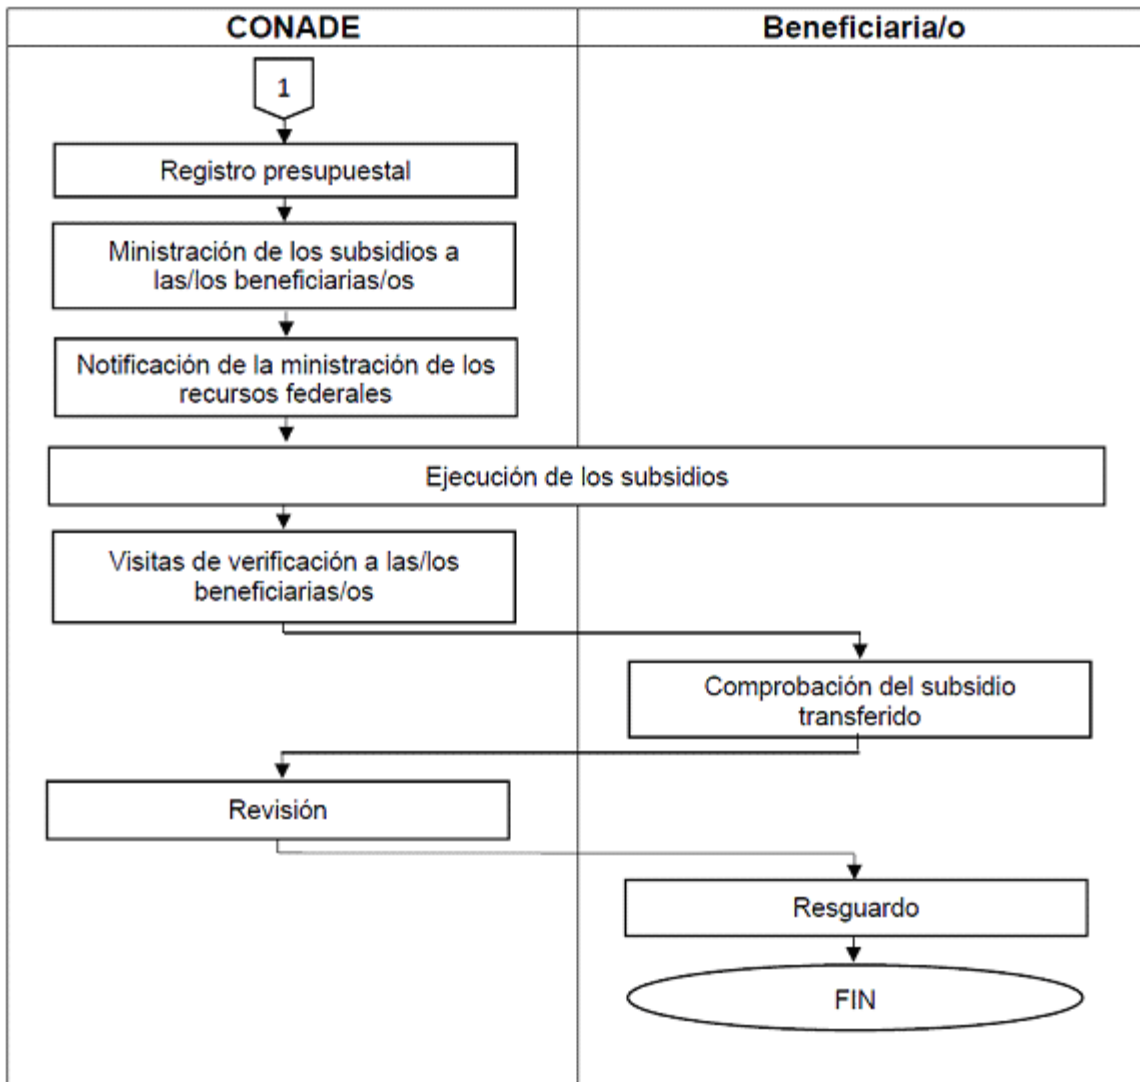 CONADE
Beneficiaria/o
1
Registro presupuestal
Ministración de los subsidios a
las/los beneficiarias/os
Notificación de la ministración de los
recursos federales
Ejecución de los subsidios
Visitas de verificación a las/los
beneficiarias/os
Comprobación del subsidio
transferido
Revisión
Resguardo
FIN